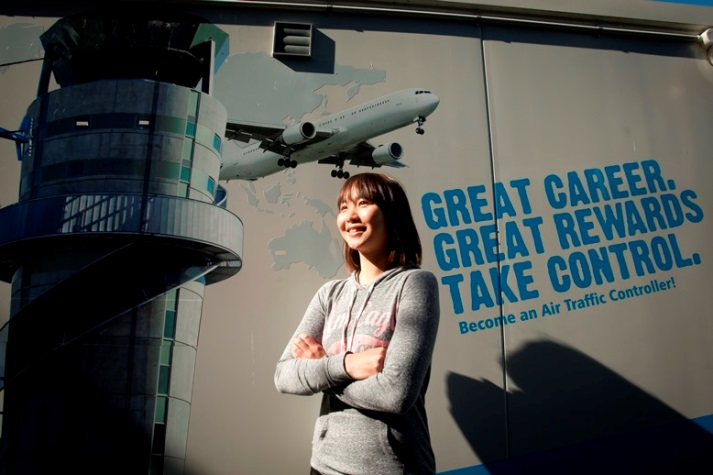 GREAT CAREER.
GREAT REWARDS
TAKE CONTROL.
Become an Air Traffic Controller!